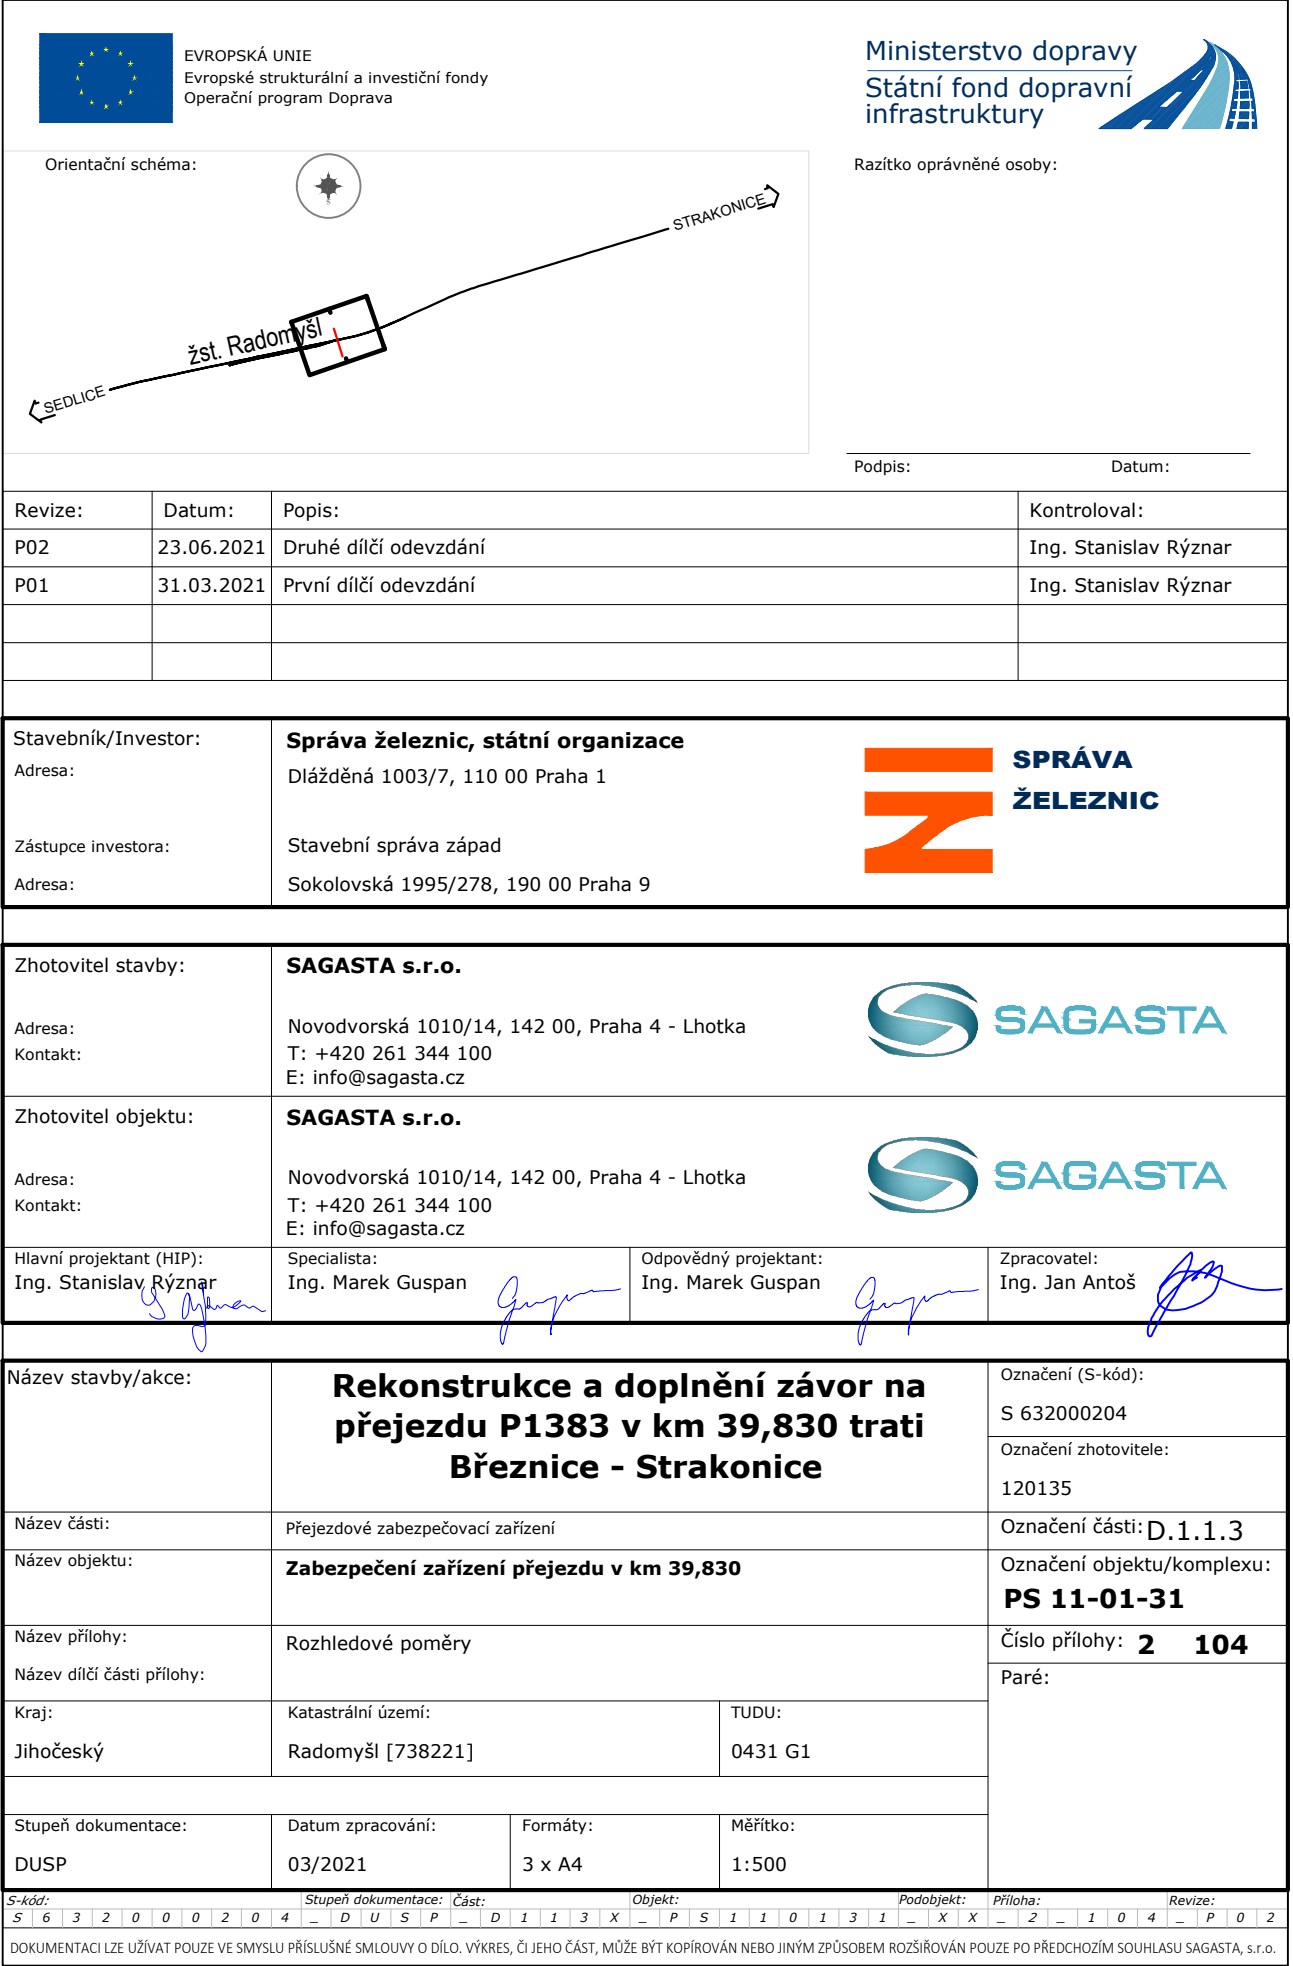 EVROPSKÁ UNIE
Evropské strukturální a investiční fondy
Operační program Doprava
Ministerstvo dopravy
Státní fond dopravní
infrastruktury
Orientační schéma:
Razítko oprávněné osoby:
S
STRAKONICE
žst. Radomyšl
SEDLICE
Podpis: Datum:
Revize: Datum: Popis: Kontroloval:
P02 23.06.2021 Druhé dílčí odevzdání Ing. Stanislav Rýznar
P01 31.03.2021 První dílčí odevzdání Ing. Stanislav Rýznar
Stavebník/Investor: Správa železnic, státní organizace
Adresa: Dlážděná 1003/7, 110 00 Praha 1
SPRÁVA
ŽELEZNIC
Zástupce investora: Stavební správa západ
Adresa: Sokolovská 1995/278, 190 00 Praha 9
Zhotovitel stavby: SAGASTA s.r.o.
SAGASTA
Adresa: Novodvorská 1010/14, 142 00, Praha 4 - Lhotka
Kontakt: T: +420 261 344 100
E: info@sagasta.cz
Zhotovitel objektu: SAGASTA s.r.o.
SAGASTA
Adresa: Novodvorská 1010/14, 142 00, Praha 4 - Lhotka
Kontakt: T: +420 261 344 100
E: info@sagasta.cz
Hlavní projektant (HIP): Specialista: Odpovědný projektant: Zpracovatel:
Ing. Stanislav Rýznar Ing. Marek Guspan Ing. Marek Guspan Ing. Jan Antoš
Název stavby/akce:
Rekonstrukce a doplnění závor na
přejezdu P1383 v km 39,830 trati
Březnice - Strakonice
Označení (S-kód):
S 632000204
Označení zhotovitele:
120135
Název části: Přejezdové zabezpečovací zařízení Označení části: D.1.1.3
Název objektu: Zabezpečení zařízení přejezdu v km 39,830 Označení objektu/komplexu:
PS 11-01-31
Název přílohy: Rozhledové poměry Číslo přílohy: 2 104
Název dílčí části přílohy:
Paré:
Kraj: Katastrální území: TUDU:
Jihočeský Radomyšl [738221] 0431 G1
Stupeň dokumentace: Datum zpracování: Formáty: Měřítko:
DUSP 03/2021 3 x A4 1:500
S-kód: Stupeň dokumentace: Část: Objekt: Podobjekt: Příloha: Revize:
S 6 3 2 0 0 0 2 0 4 _ D U S P _ D 1 1 3 X _ P S 1 1 0 1 3 1 _ X X _ 2 _ 1 0 4 _ P 0 2
DOKUMENTACI LZE UŽÍVAT POUZE VE SMYSLU PŘÍSLUŠNÉ SMLOUVY O DÍLO. VÝKRES, ČI JEHO ČÁST, MŮŽE BÝT KOPÍROVÁN NEBO JINÝM ZPŮSOBEM ROZŠIŘOVÁN POUZE PO PŘEDCHOZÍM SOUHLASU SAGASTA, s.r.o.